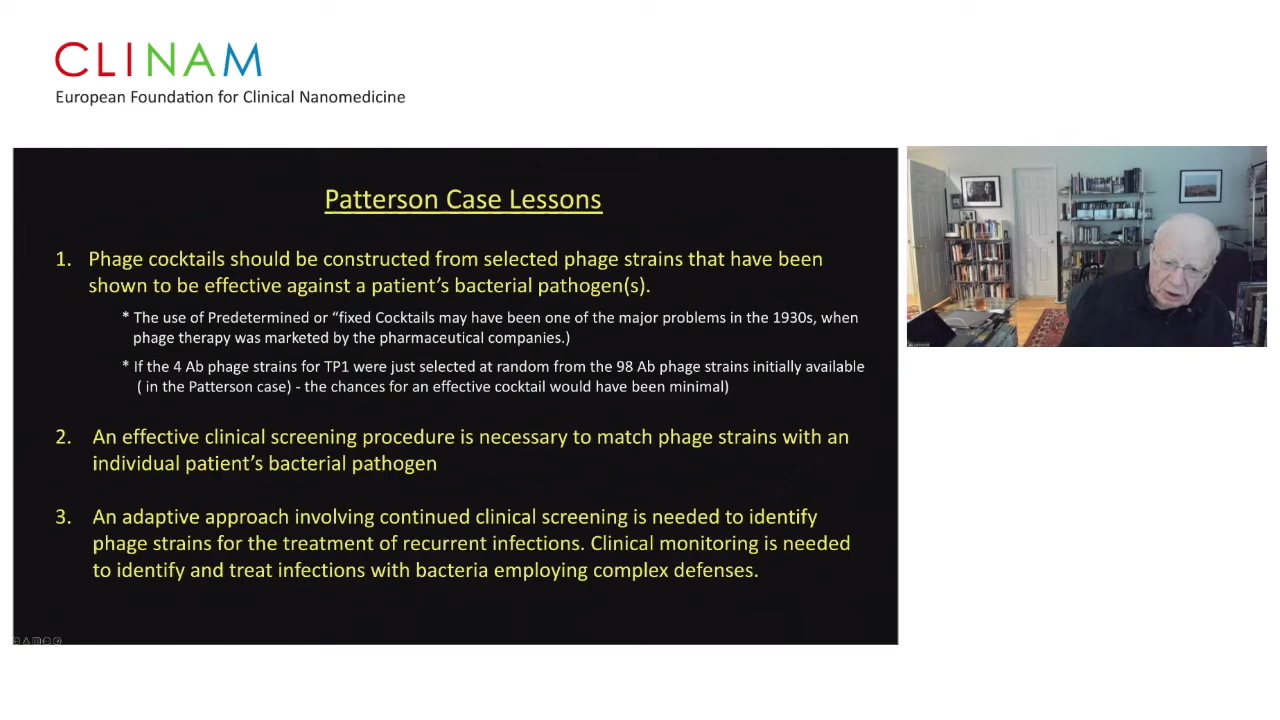 CLINAM
European Foundation for Clinical Nanomedicine
Patterson Case Lessons
1. Phage cocktails should be constructed from selected phage strains that have been
shown to be effective against a patient’s bacterial pathogen(s).
* The use of Predetermined or “fixed Cocktails may have been one of the major problems in the 1930s, when
phage therapy was marketed by the pharmaceutical companies.)
* If the 4 Ab phage strains for TP1 were just selected at random from the 98 Ab phage strains initially available
( in the Patterson case) - the chances for an effective cocktail would have been minimal)
2. An effective clinical screening procedure is necessary to match phage strains with an
individual patient’s bacterial pathogen
3. An adaptive approach involving continued clinical screening is needed to identify
phage strains for the treatment of recurrent infections. Clinical monitoring is needed
to identify and treat infections with bacteria employing complex defenses.